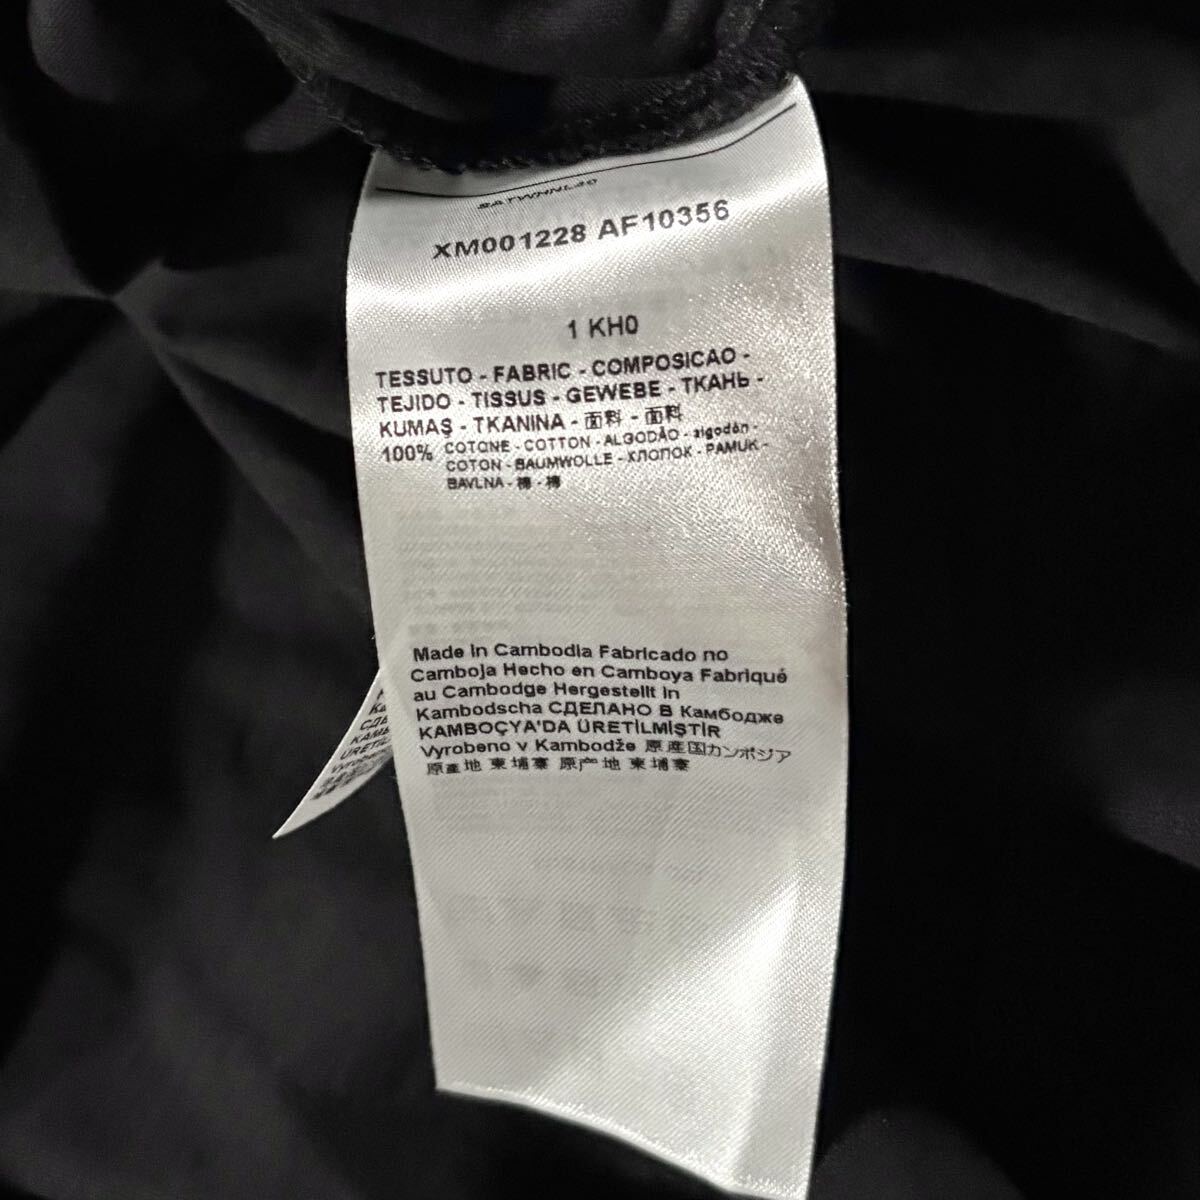 XM001228 AF10356
1 KH0
TESSUTO - FABRIC - COMPOSICAO -
TEJIDO - TISSUS - GEWEBE - ТКАНЬ -
KUMAŞ - TKANINA - 面料 - 面料
100% COTONE - COTTON - ALGODÃO - algodón -
COTON - BAUMWOLLE - ХЛОПОК - PAMUK -
BAVLNA - 棉 - 棉
Made in Cambodia Fabricado no
Camboja Hecho en Camboya Fabriqué
au Cambodge Hergestellt in
Kambodscha СДЕЛАНО В Камбодже
KAMBOÇYA'DA ÜRETİLMİŞTİR
Vyrobeno v Kambodže 原産国カンボジア
原產地 柬埔寨 原产地 柬埔寨